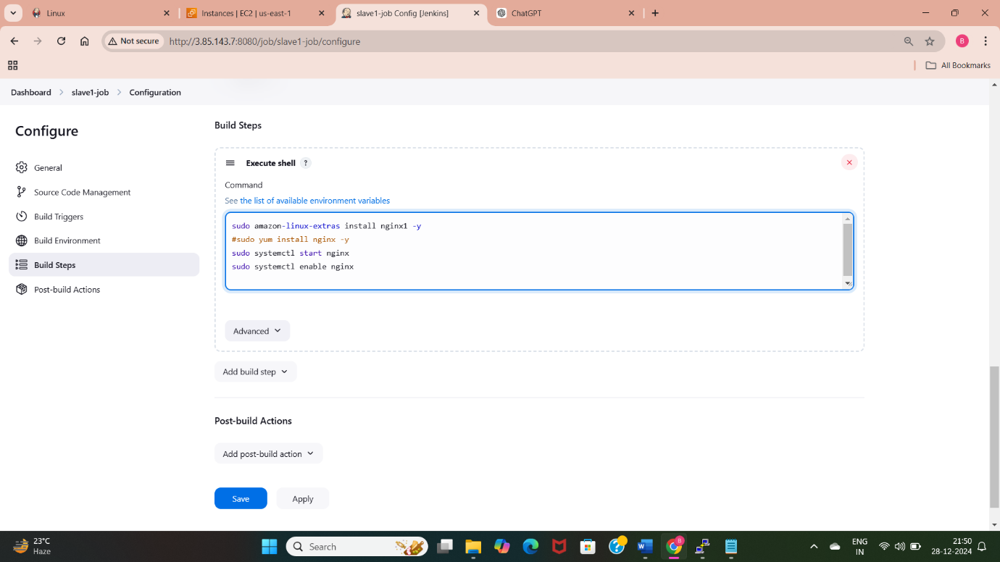 Linux
Instances | EC2 | us-east-1
slave1-job Config [Jenkins]
ChatGPT
Not secure
http://3.85.143.7:8080/job/slave1-job/configure
B
All Bookmarks
Dashboard > slave1-job > Configuration
Configure
General
Source Code Management
Build Triggers
Build Environment
Build Steps
Post-build Actions
Build Steps
Execute shell ?
Command
See the list of available environment variables
sudo amazon-linux-extras install nginx1 -y
#sudo yum install nginx -y
sudo systemctl start nginx
sudo systemctl enable nginx
Advanced
Add build step
Post-build Actions
Add post-build action
Save
Apply
23°C
Haze
Search
ENG
IN
21:50
28-12-2024